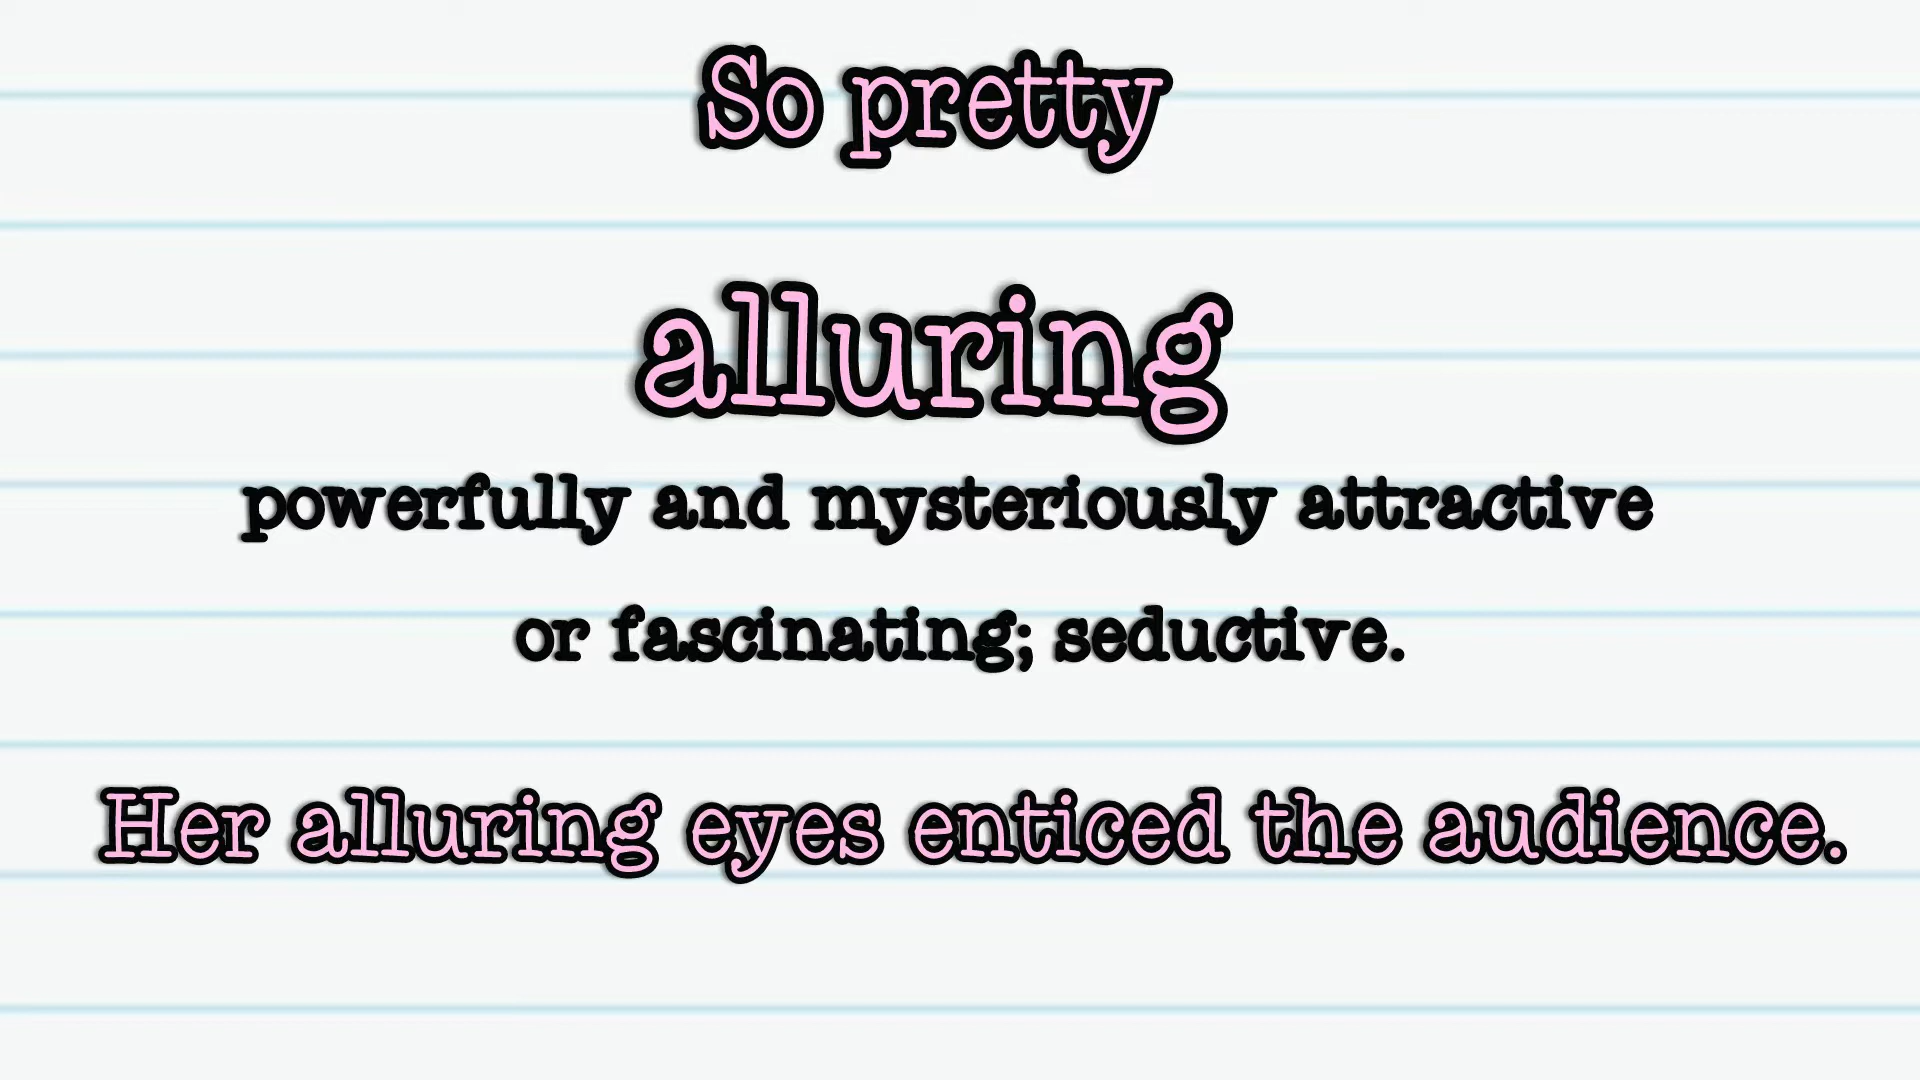 So pretty
alluring
powerfully and mysteriously attractive
or fascinating; seductive.
Her alluring eyes enticed the audience.